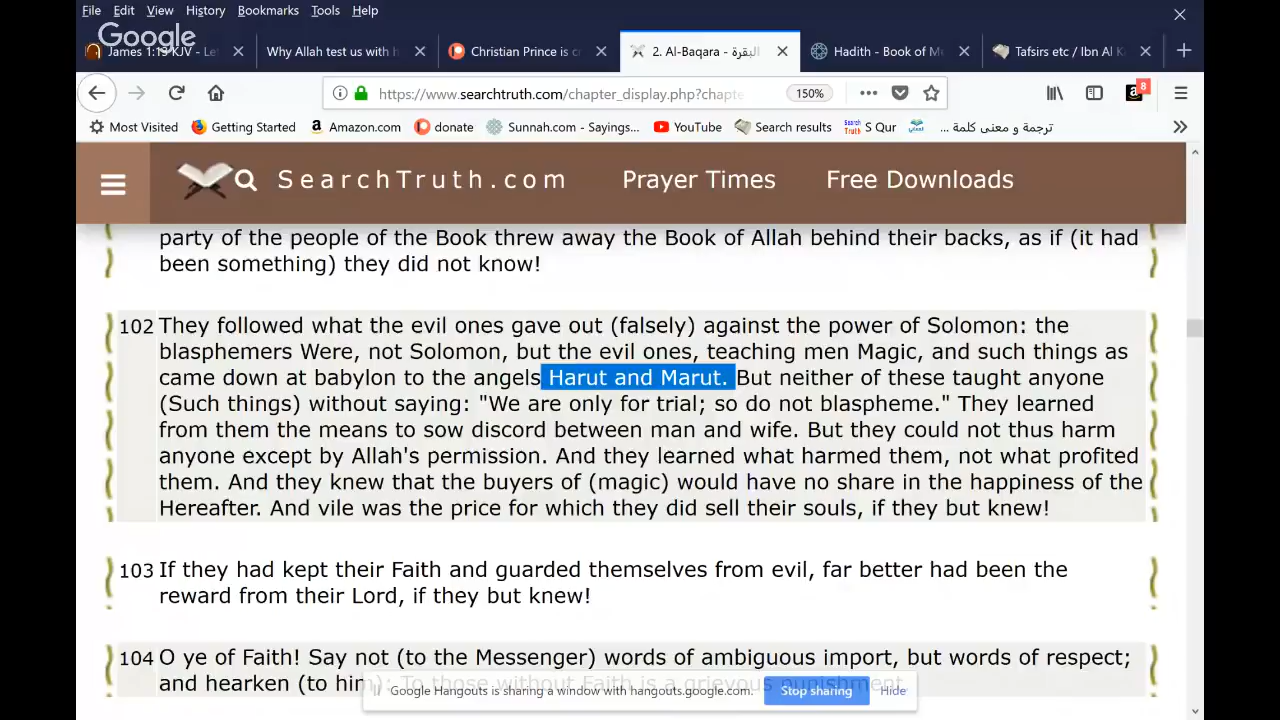 File Edit View History Bookmarks Tools Help
Google
James 1:13 KJV - Le
Why Allah test us with h
Christian Prince is c
2. Al-Baqara - البقرة
Hadith - Book of M
Tafsirs etc / Ibn Al K
https://www.searchtruth.com/chapter_display.php?chapte
150%
8
Most Visited Getting Started Amazon.com donate Sunnah.com - Sayings... YouTube Search results S Qur ترجمة و معنى كلمة ...
SearchTruth.com Prayer Times Free Downloads
party of the people of the Book threw away the Book of Allah behind their backs, as if (it had
been something) they did not know!
102 They followed what the evil ones gave out (falsely) against the power of Solomon: the
blasphemers Were, not Solomon, but the evil ones, teaching men Magic, and such things as
came down at babylon to the angels Harut and Marut. But neither of these taught anyone
(Such things) without saying: "We are only for trial; so do not blaspheme." They learned
from them the means to sow discord between man and wife. But they could not thus harm
anyone except by Allah's permission. And they learned what harmed them, not what profited
them. And they knew that the buyers of (magic) would have no share in the happiness of the
Hereafter. And vile was the price for which they did sell their souls, if they but knew!
103 If they had kept their Faith and guarded themselves from evil, far better had been the
reward from their Lord, if they but knew!
104 O ye of Faith! Say not (to the Messenger) words of ambiguous import, but words of respect;
and hearken (to him): To those without Faith is a grievous punishment
Google Hangouts is sharing a window with hangouts.google.com. Stop sharing Hide